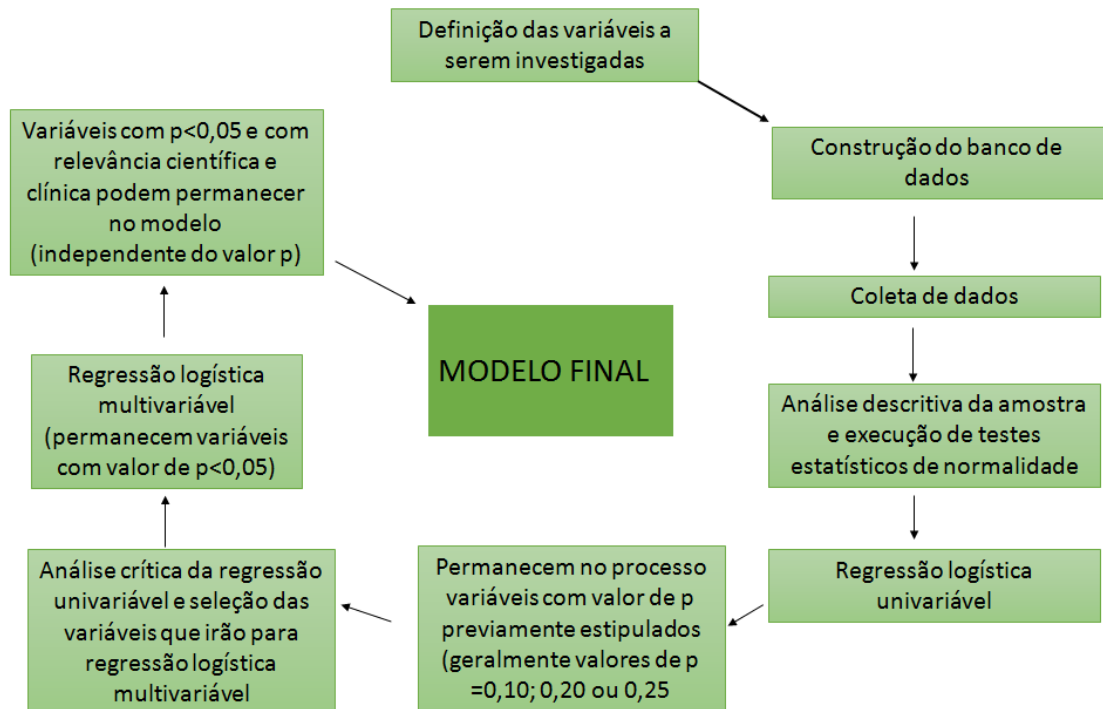 Definição das variáveis a
serem investigadas
Construção do banco de
dados
Coleta de dados
Análise descritiva da amostra
e execução de testes
estatísticos de normalidade
Regressão logística
univariável
Permanecem no processo
variáveis com valor de p
previamente estipulados
(geralmente valores de p
=0,10; 0,20 ou 0,25
Análise crítica da regressão
univariável e seleção das
variáveis que irão para
regressão logística
multivariável
Regressão logística
multivariável
(permanecem variáveis
com valor de p<0,05)
Variáveis com p<0,05 e com
relevância científica e
clínica podem permanecer
no modelo
(independente do valor p)
MODELO FINAL